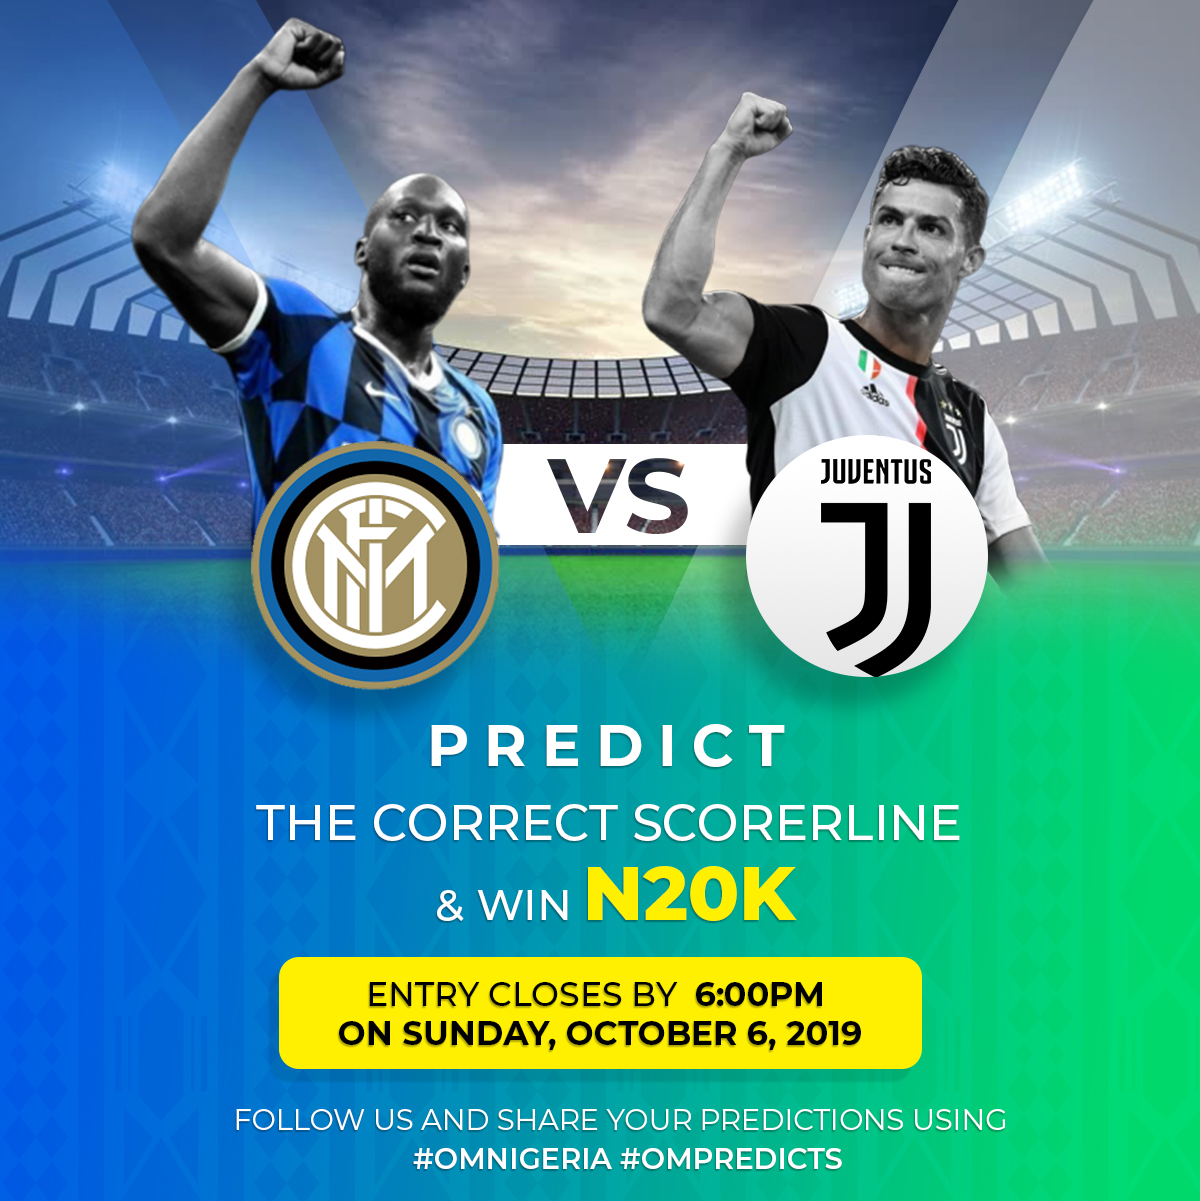 VS
JUVENTUS
adidas
PREDICT
THE CORRECT SCORERLINE
& WIN N20K
ENTRY CLOSES BY 6:00PM
ON SUNDAY, OCTOBER 6, 2019
FOLLOW US AND SHARE YOUR PREDICTIONS USING
#OMNIGERIA #OMPREDICTS